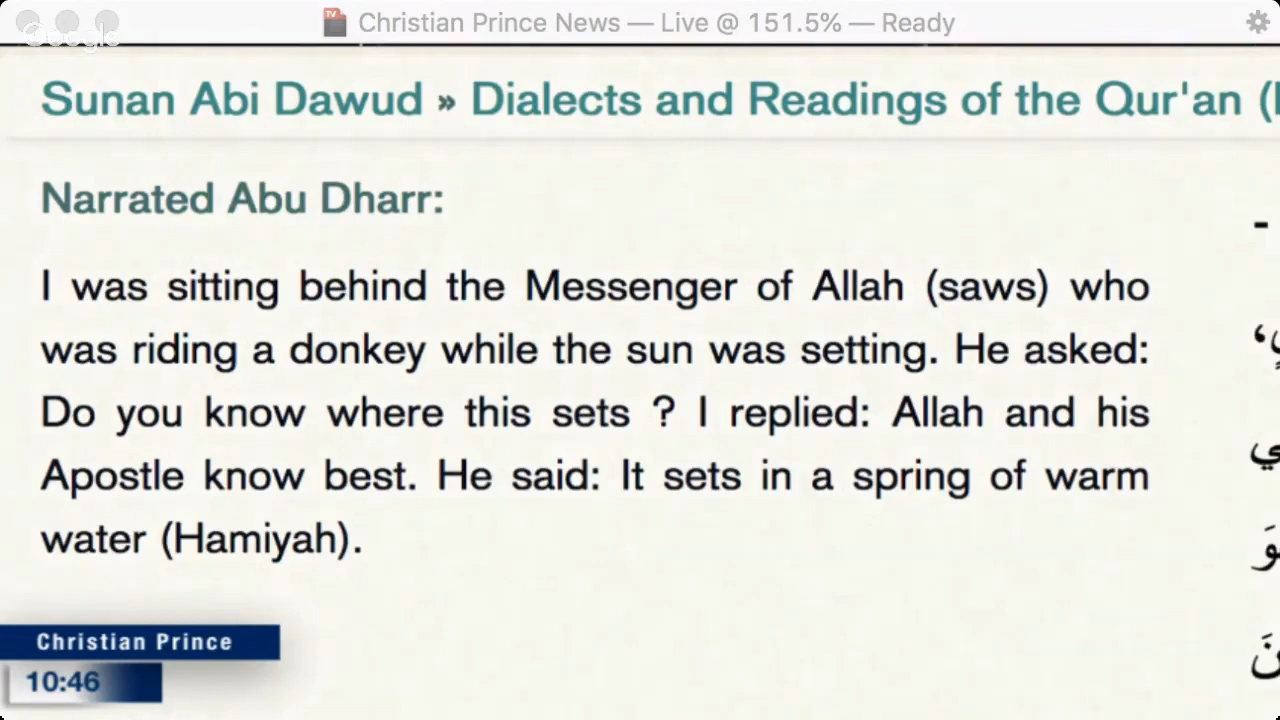 Christian Prince News — Live @ 151.5% — Ready
Google
Sunan Abi Dawud » Dialects and Readings of the Qur'an (
Narrated Abu Dharr:
I was sitting behind the Messenger of Allah (saws) who
was riding a donkey while the sun was setting. He asked:
Do you know where this sets ? I replied: Allah and his
Apostle know best. He said: It sets in a spring of warm
water (Hamiyah).
Christian Prince
10:46